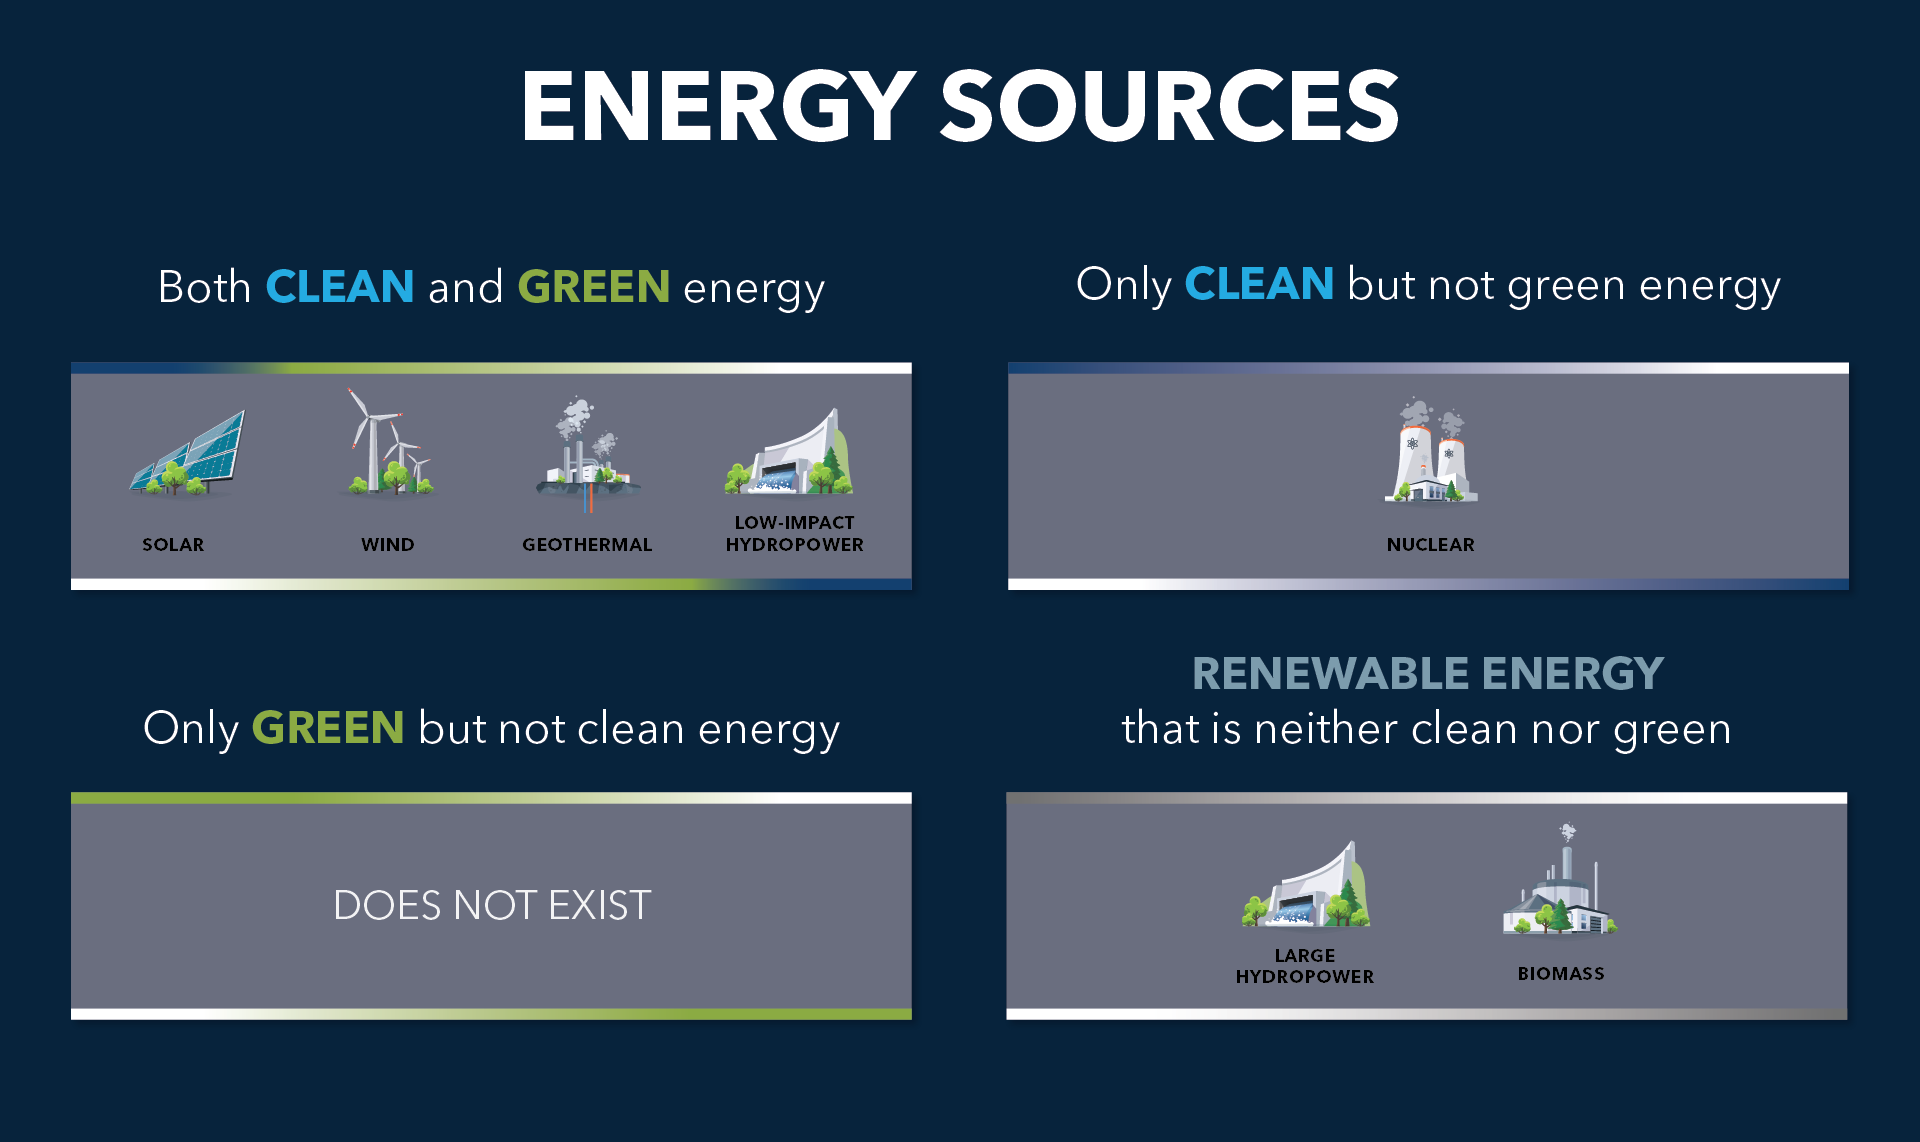 ENERGY SOURCES
Both CLEAN and GREEN energy
SOLAR
WIND
GEOTHERMAL
LOW-IMPACT
HYDROPOWER
Only CLEAN but not green energy
NUCLEAR
Only GREEN but not clean energy
DOES NOT EXIST
RENEWABLE ENERGY
that is neither clean nor green
LARGE
HYDROPOWER
BIOMASS